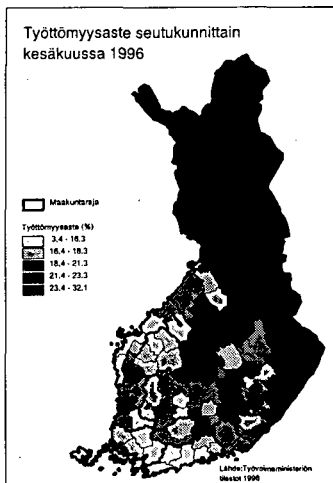 Työttömyysaste seutukunnittain
kesäkuussa 1996
Maakuntaraja
Työttömyysaste (%)
3,4 - 16.3
16,4 - 18.3
18,4 - 21.3
21,4 - 23.3
23.4 - 32.1
Lähde:Työvoimaministeriön
tilastot 1996